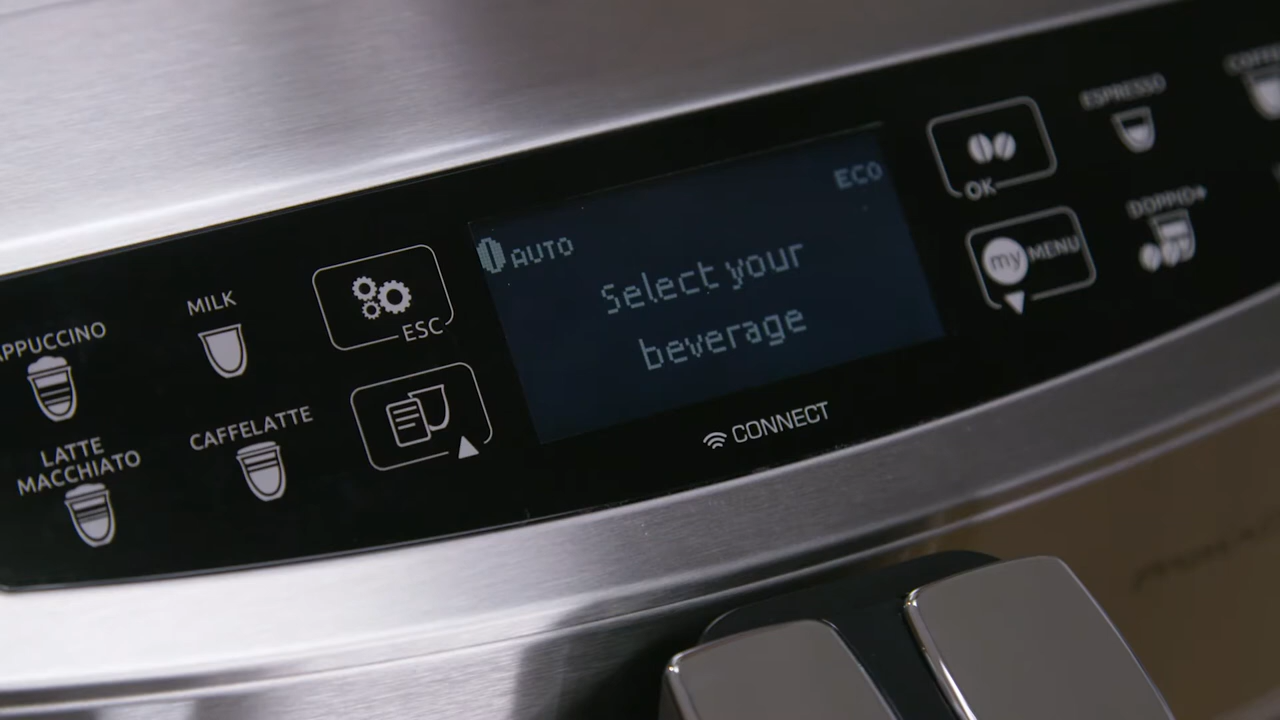 APPUCCINO
MILK
LATTE
MACCHIATO
CAFFELATTE
ESC
AUTO
ECO
Select your
beverage
CONNECT
OK
my MENU
ESPRESSO
DOPPIO+